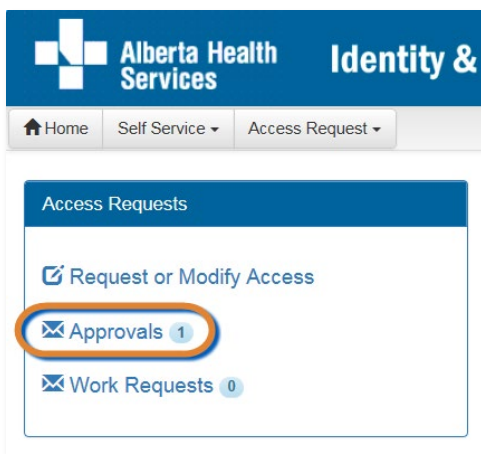 Alberta Health
Services
Identity &
Home
Self Service
Access Request
Access Requests
Request or Modify Access
Approvals 1
Work Requests 0